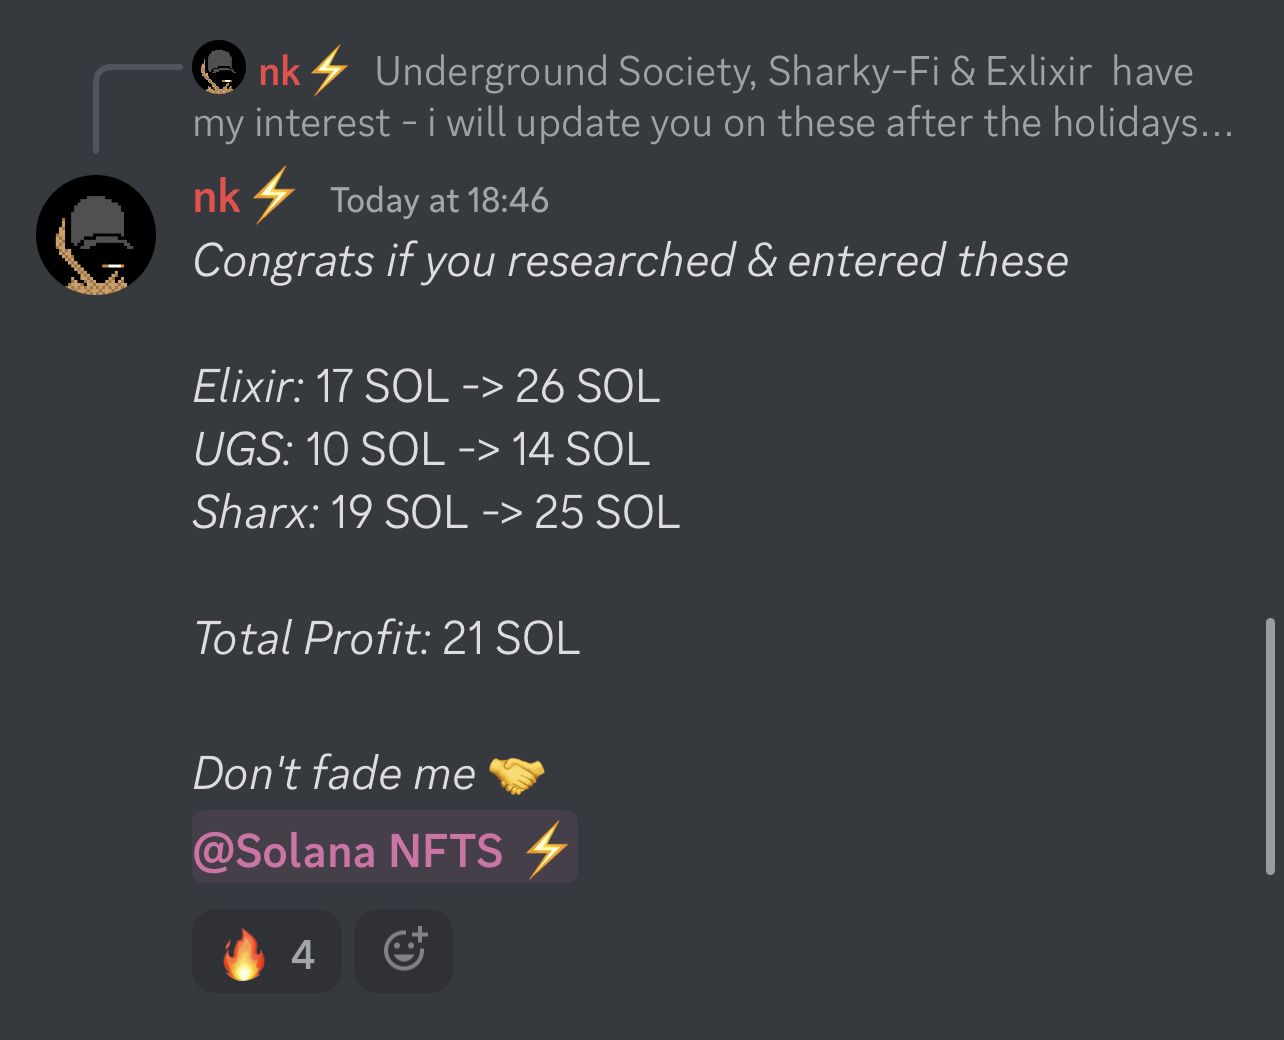 nk⚡ Underground Society, Sharky-Fi & Exlixir have
my interest - i will update you on these after the holidays...
nk⚡ Today at 18:46
Congrats if you researched & entered these
Elixir: 17 SOL -> 26 SOL
UGS: 10 SOL -> 14 SOL
Sharx: 19 SOL -> 25 SOL
Total Profit: 21 SOL
Don't fade me 🤝
@Solana NFTS ⚡
🔥 4